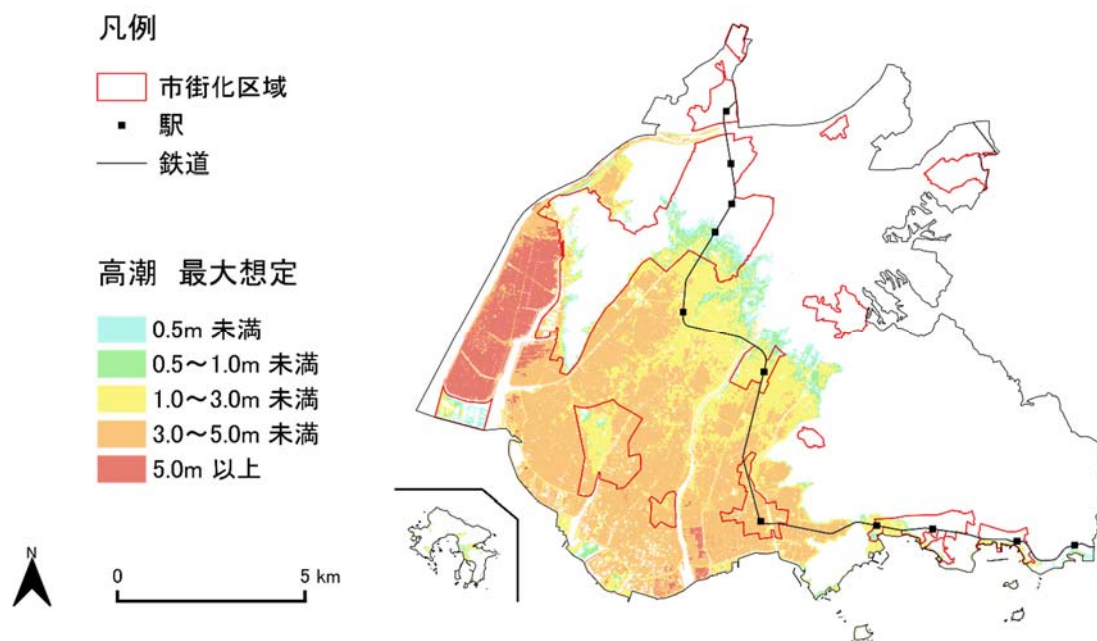 凡例
市街化区域
駅
鉄道
高潮 最大想定
0.5m 未満
0.5～1.0m 未満
1.0～3.0m 未満
3.0～5.0m 未満
5.0m 以上
N
0 5 km